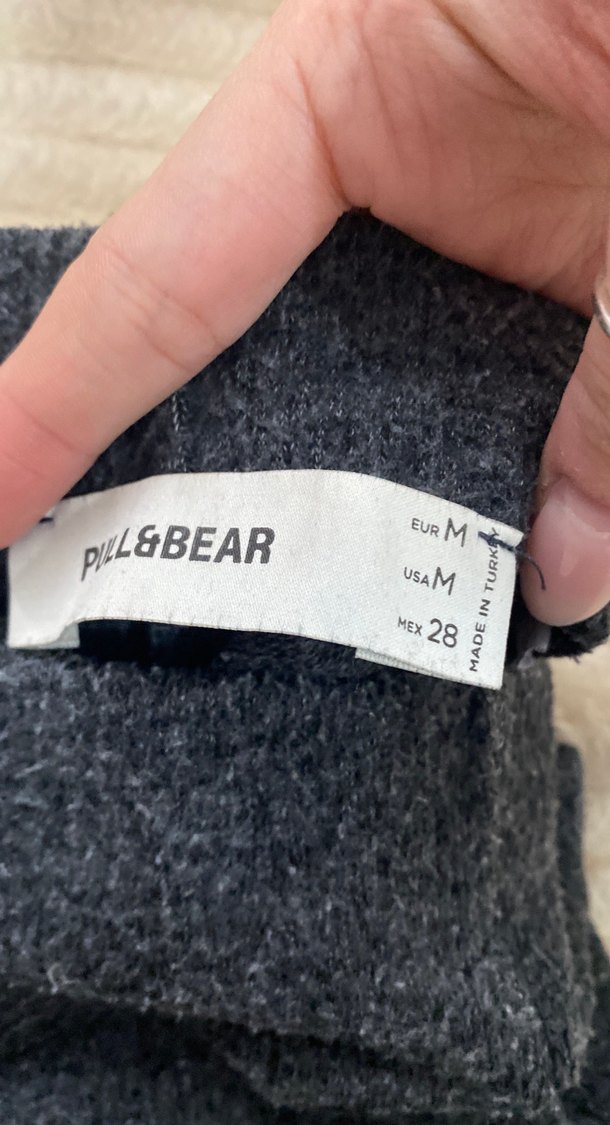 PULL&BEAR
EUR M
USA M
MEX 28
MADE IN TURKEY